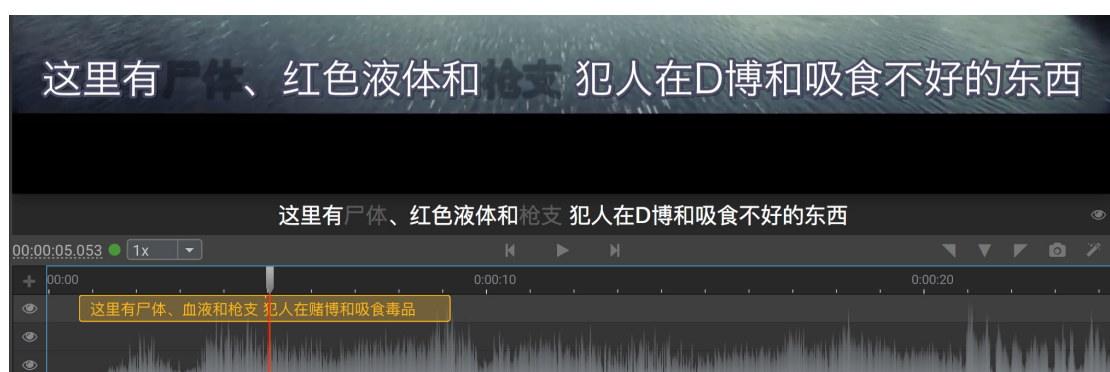 这里有尸体、红色液体和枪支 犯人在D博和吸食不好的东西
这里有尸体、红色液体和枪支 犯人在D博和吸食不好的东西
00:00:05.053 1x
00:00 0:00:10 0:00:20
这里有尸体、血液和枪支 犯人在赌博和吸食毒品